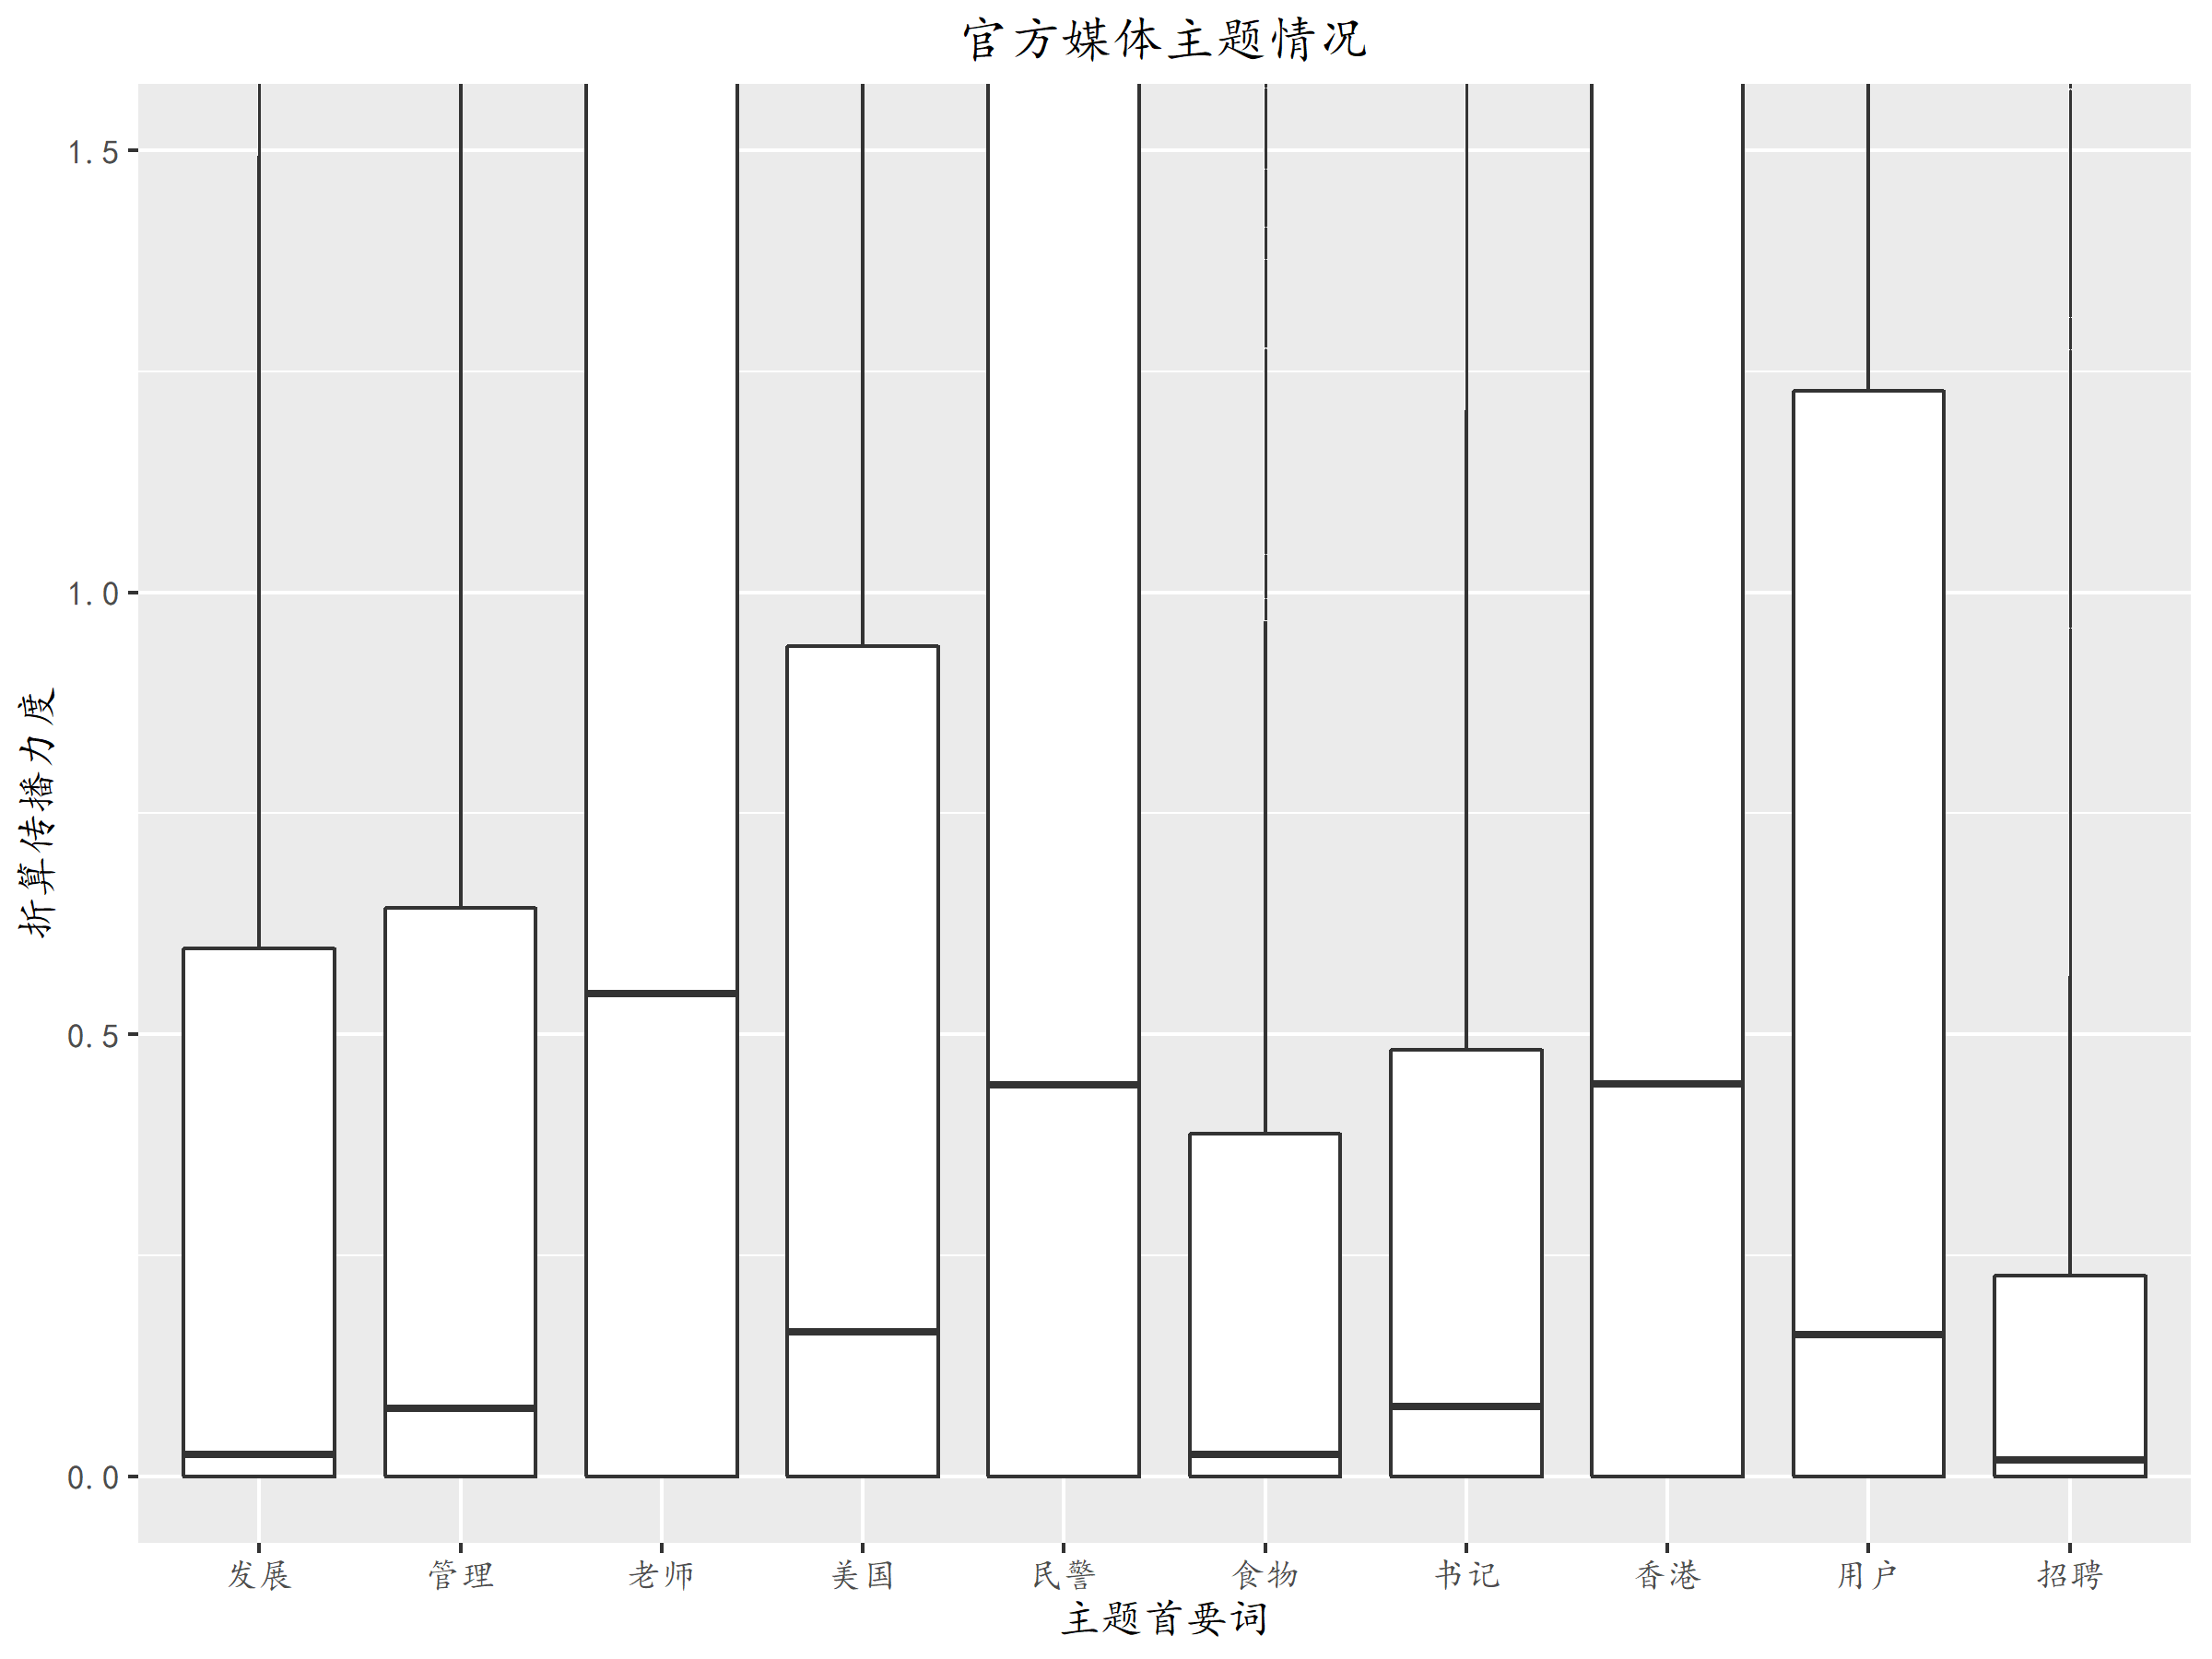 官方媒体主题情况
折算传播力度
1.5
1.0
0.5
0.0
发展 管理 老师 美国 民警 食物 书记 香港 用户 招聘
主题首要词